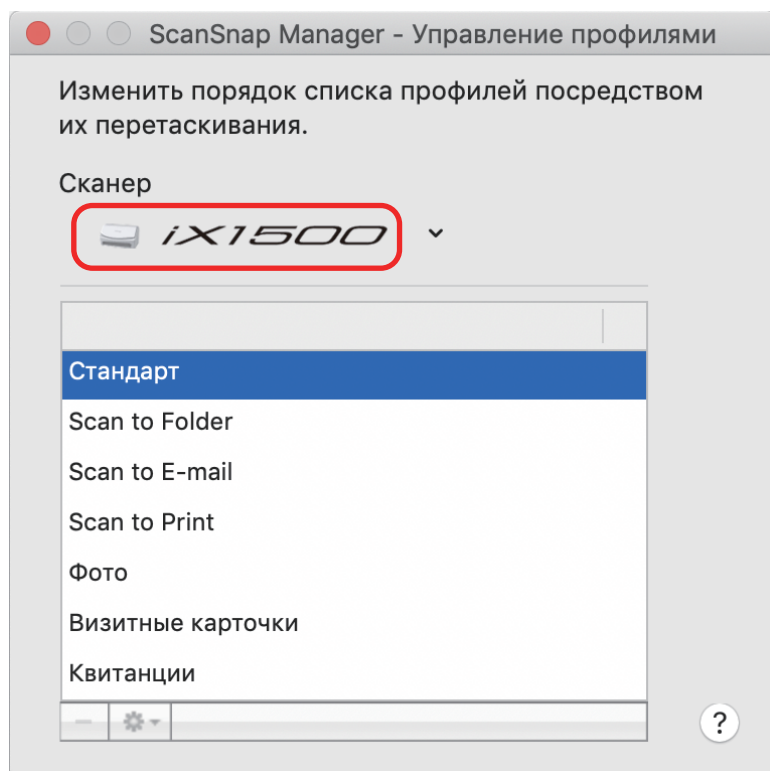 ScanSnap Manager - Управление профилями
Изменить порядок списка профилей посредством
их перетаскивания.
Сканер
iX1500
Стандарт
Scan to Folder
Scan to E-mail
Scan to Print
Фото
Визитные карточки
Квитанции
?